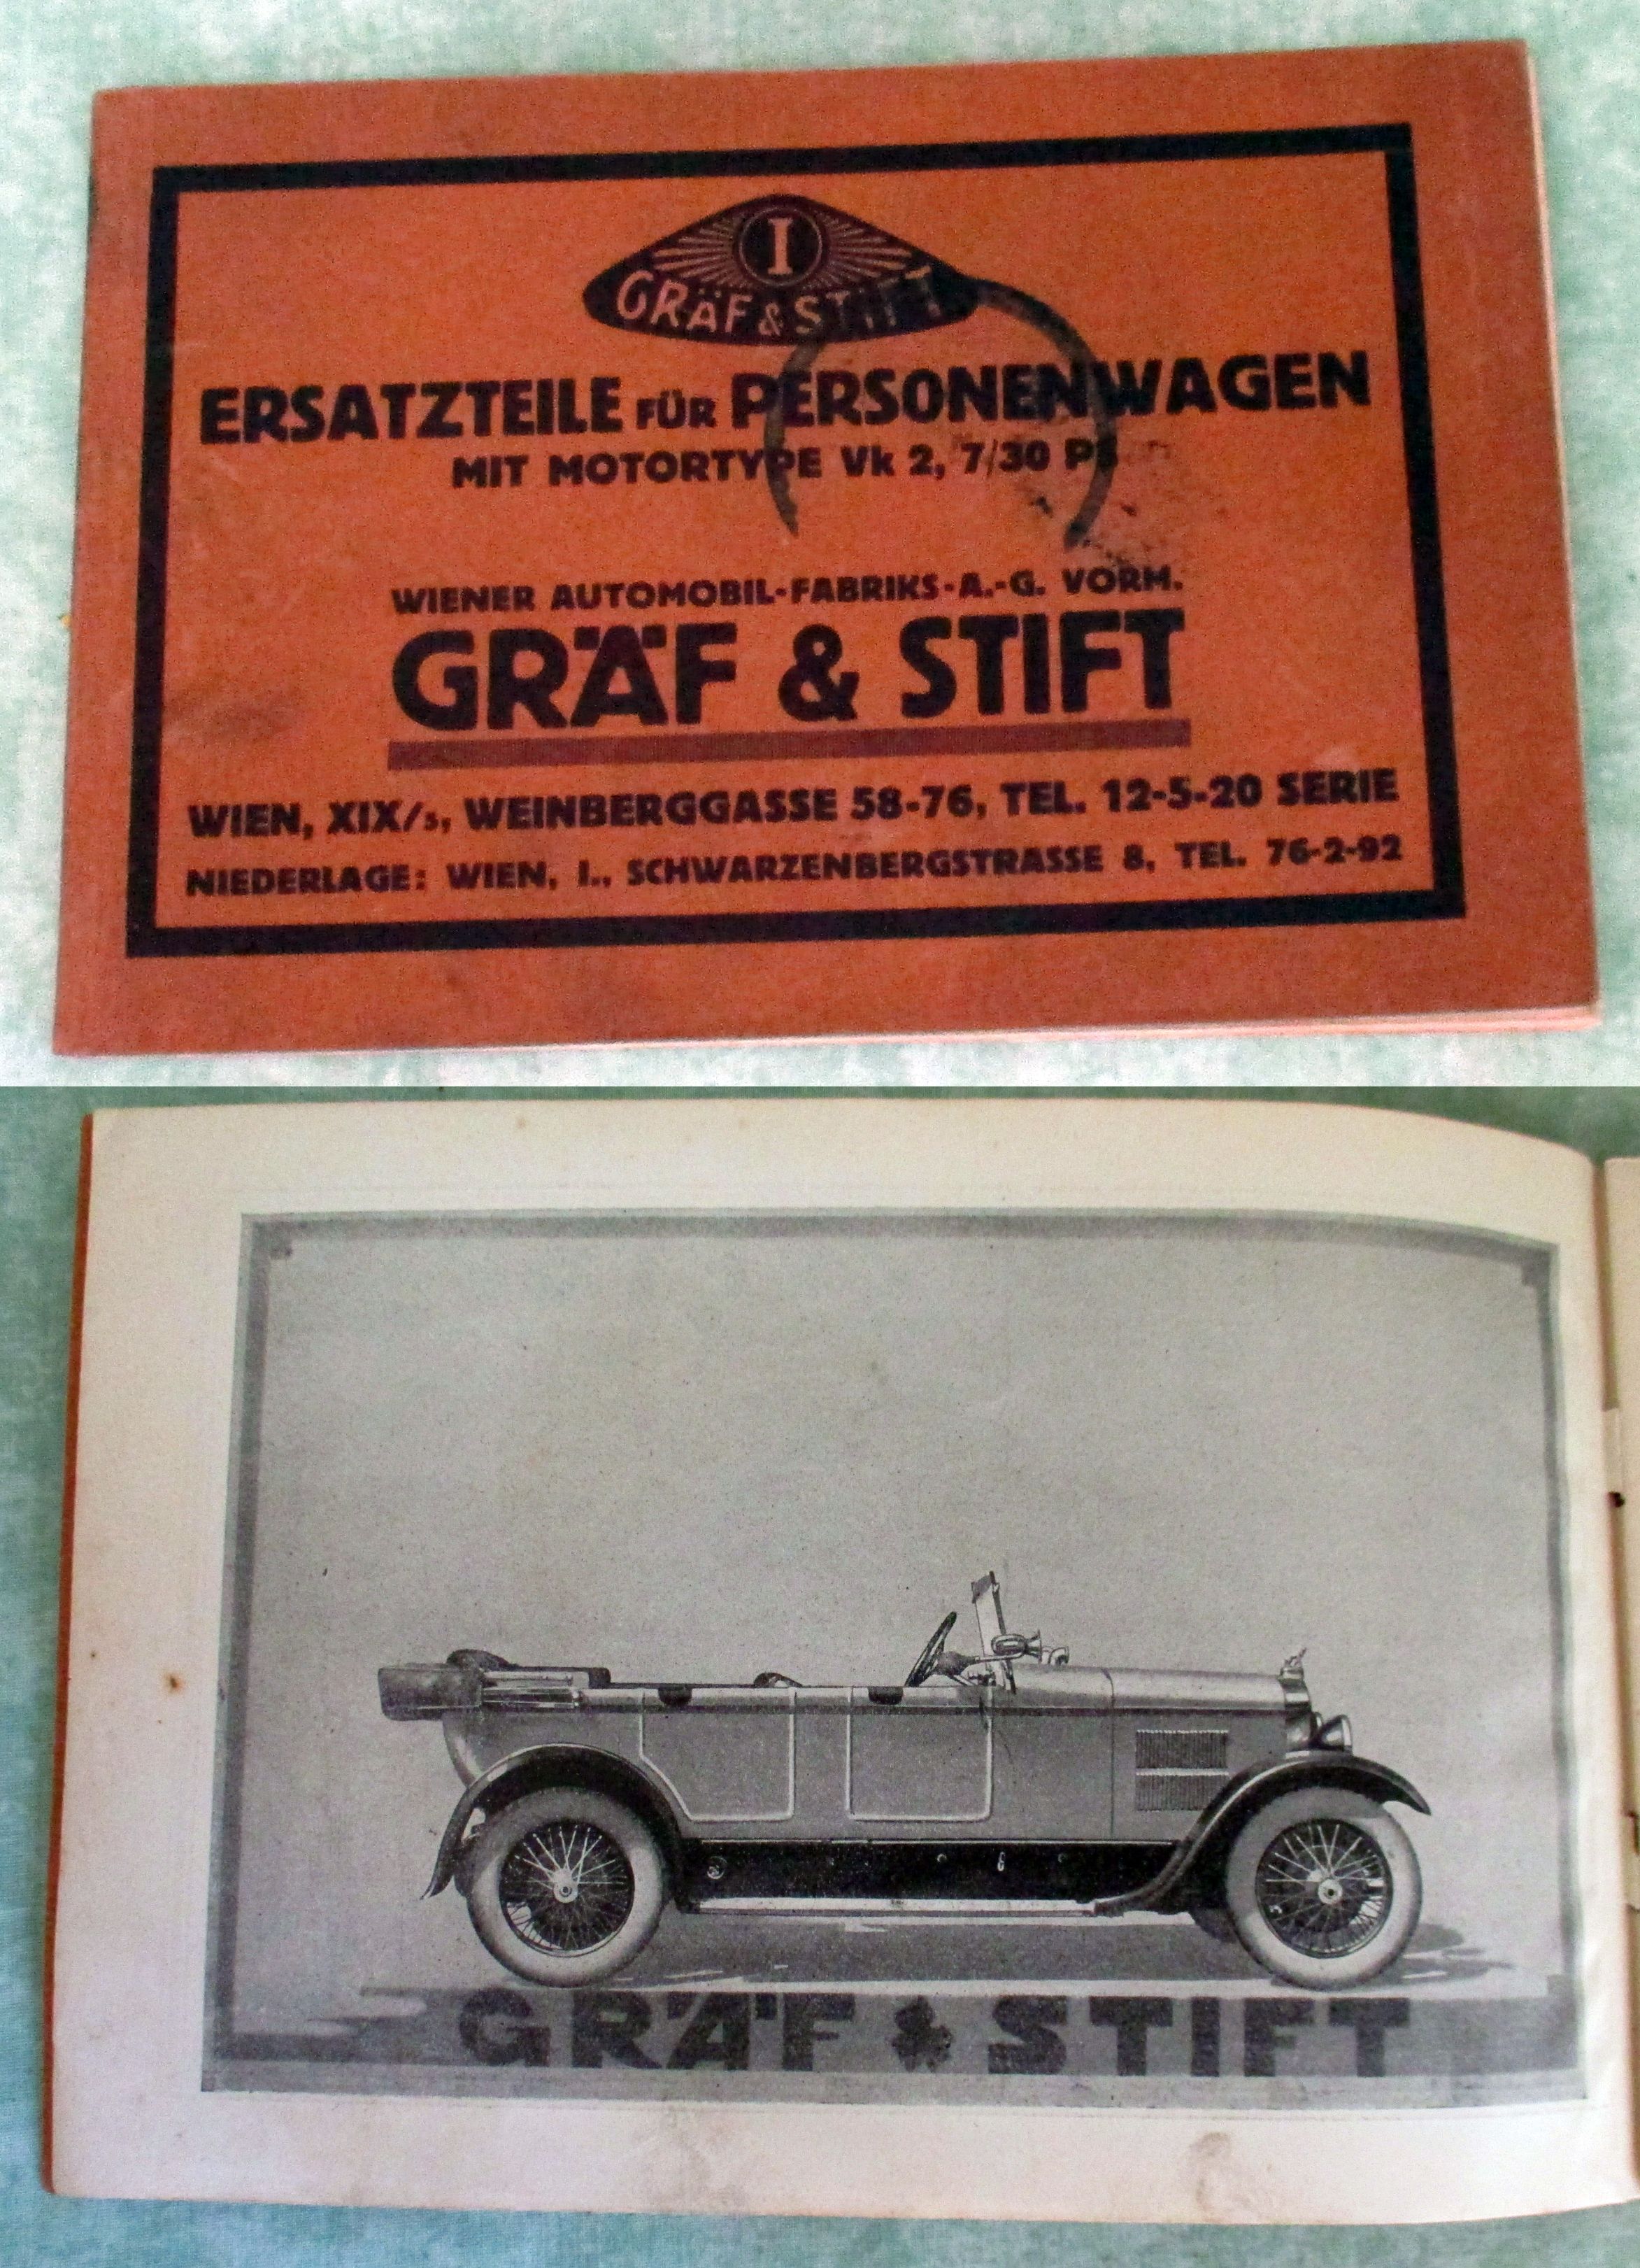 I
GRÄF & STIFT
ERSATZTEILE FÜR PERSONENWAGEN
MIT MOTORTYPE Vk 2, 7/30 PS
WIENER AUTOMOBIL-FABRIKS-A.-G. VORM.
GRÄF & STIFT
WIEN, XIX/5, WEINBERGGASSE 58-76, TEL. 12-5-20 SERIE
NIEDERLAGE: WIEN, I., SCHWARZENBERGSTRASSE 8, TEL. 76-2-92
GRÄF & STIFT